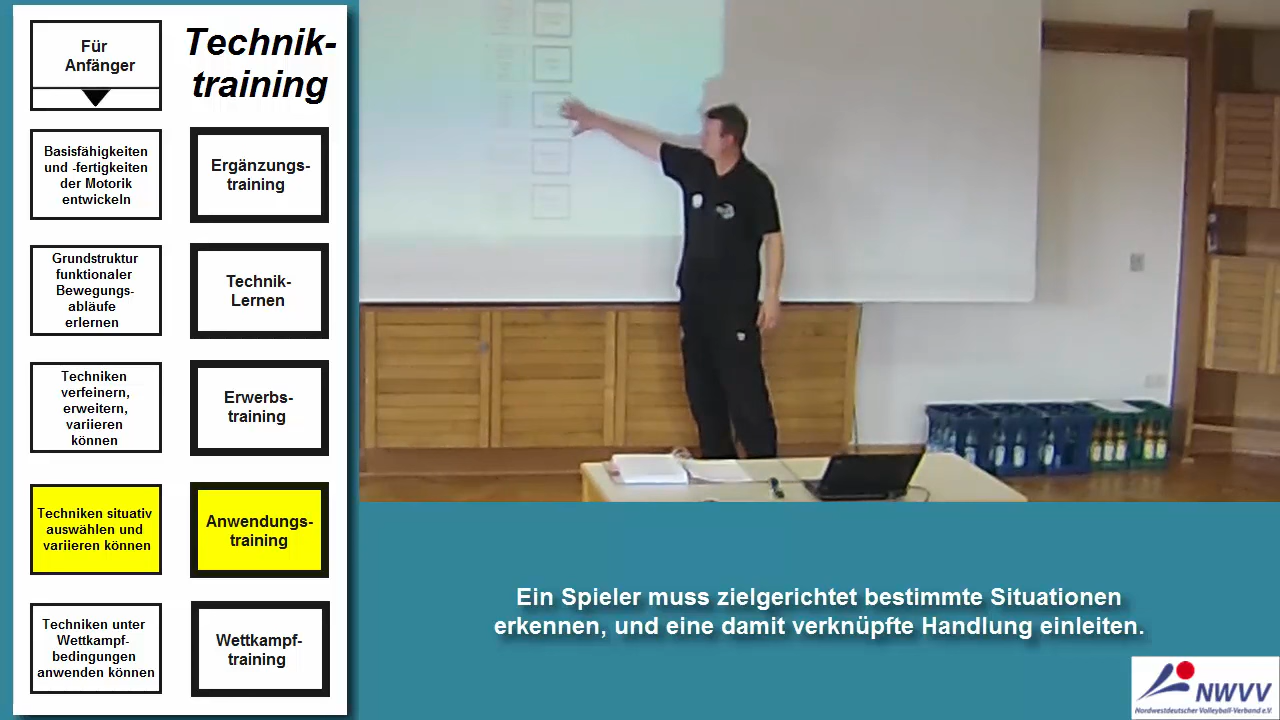 Für
Anfänger
Technik-
training
Basisfähigkeiten
und -fertigkeiten
der Motorik
entwickeln
Ergänzungs-
training
Grundstruktur
funktionaler
Bewegungs-
abläufe
erlernen
Technik-
Lernen
Techniken
verfeinern,
erweitern,
variieren
können
Erwerbs-
training
Techniken situativ
auswählen und
variieren können
Anwendungs-
training
Techniken unter
Wettkampf-
bedingungen
anwenden können
Wettkampf-
training
Ein Spieler muss zielgerichtet bestimmte Situationen
erkennen, und eine damit verknüpfte Handlung einleiten.
NWVV
Nordwestdeutscher Volleyball-Verband e.V.